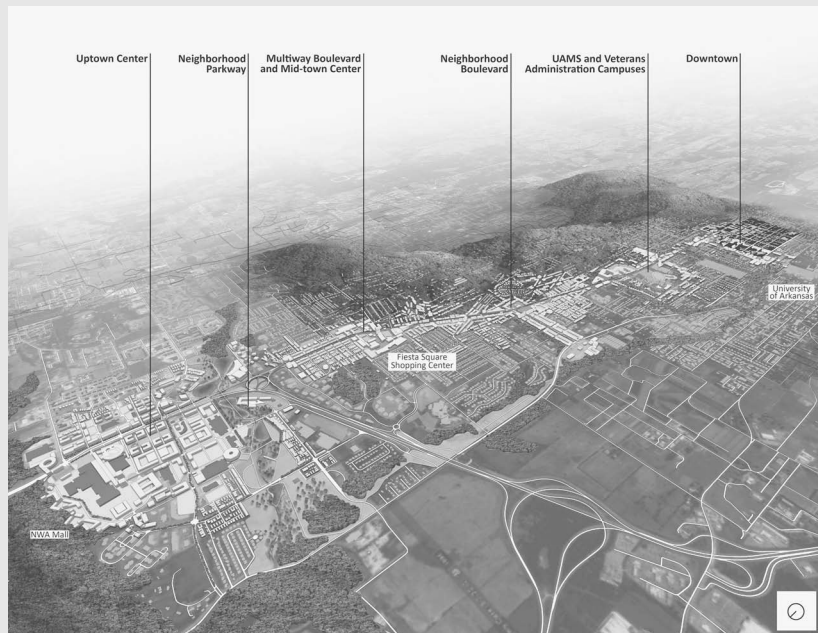 Uptown Center
Neighborhood
Parkway
Multiway Boulevard
and Mid-town Center
Neighborhood
Boulevard
UAMS and Veterans
Administration Campuses
Downtown
University
of Arkansas
Fiesta Square
Shopping Center
NWA Mall